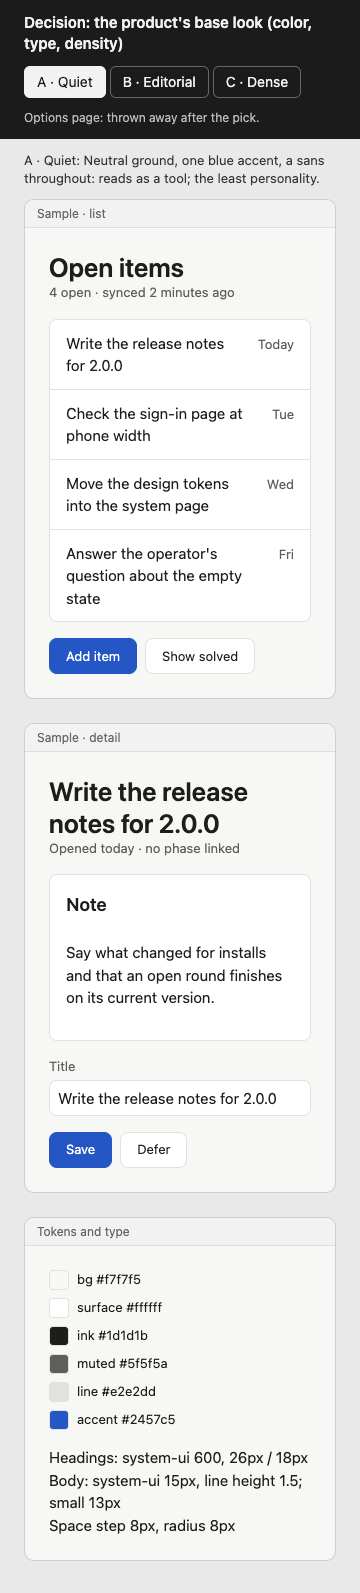 Decision: the product's base look (color,
type, density)
A · Quiet
B · Editorial
C · Dense
Options page: thrown away after the pick.
A · Quiet: Neutral ground, one blue accent, a sans
throughout: reads as a tool; the least personality.
Sample · list
Open items
4 open · synced 2 minutes ago
Write the release notes
for 2.0.0
Today
Check the sign-in page at
phone width
Tue
Move the design tokens
into the system page
Wed
Answer the operator's
question about the empty
state
Fri
Add item
Show solved
Sample · detail
Write the release
notes for 2.0.0
Opened today · no phase linked
Note
Say what changed for installs
and that an open round finishes
on its current version.
Title
Write the release notes for 2.0.0
Save
Defer
Tokens and type
bg #f7f7f5
surface #ffffff
ink #1d1d1b
muted #5f5f5a
line #e2e2dd
accent #2457c5
Headings: system-ui 600, 26px / 18px
Body: system-ui 15px, line height 1.5;
small 13px
Space step 8px, radius 8px